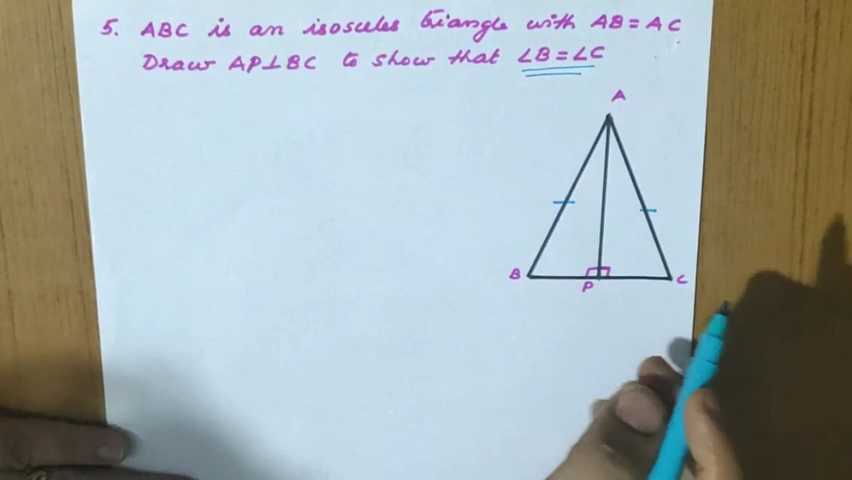 5. ABC is an isosceles triangle with AB = AC
Draw AP⊥BC to show that ∠B = ∠C
A
B
P
C